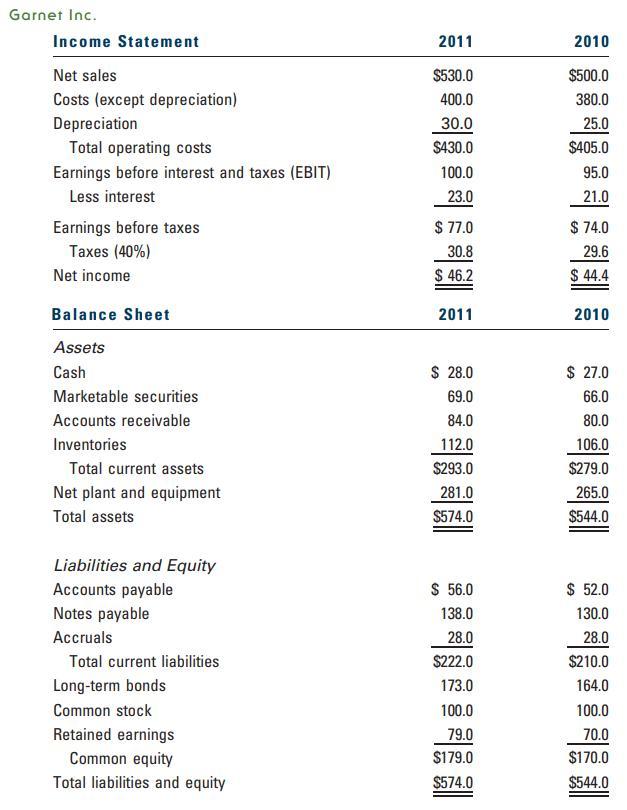 Garnet Inc.
Income Statement 2011 2010
Net sales $530.0 $500.0
Costs (except depreciation) 400.0 380.0
Depreciation 30.0 25.0
Total operating costs $430.0 $405.0
Earnings before interest and taxes (EBIT) 100.0 95.0
Less interest 23.0 21.0
Earnings before taxes $ 77.0 $ 74.0
Taxes (40%) 30.8 29.6
Net income $ 46.2 $ 44.4
Balance Sheet 2011 2010
Assets
Cash $ 28.0 $ 27.0
Marketable securities 69.0 66.0
Accounts receivable 84.0 80.0
Inventories 112.0 106.0
Total current assets $293.0 $279.0
Net plant and equipment 281.0 265.0
Total assets $574.0 $544.0
Liabilities and Equity
Accounts payable $ 56.0 $ 52.0
Notes payable 138.0 130.0
Accruals 28.0 28.0
Total current liabilities $222.0 $210.0
Long-term bonds 173.0 164.0
Common stock 100.0 100.0
Retained earnings 79.0 70.0
Common equity $179.0 $170.0
Total liabilities and equity $574.0 $544.0